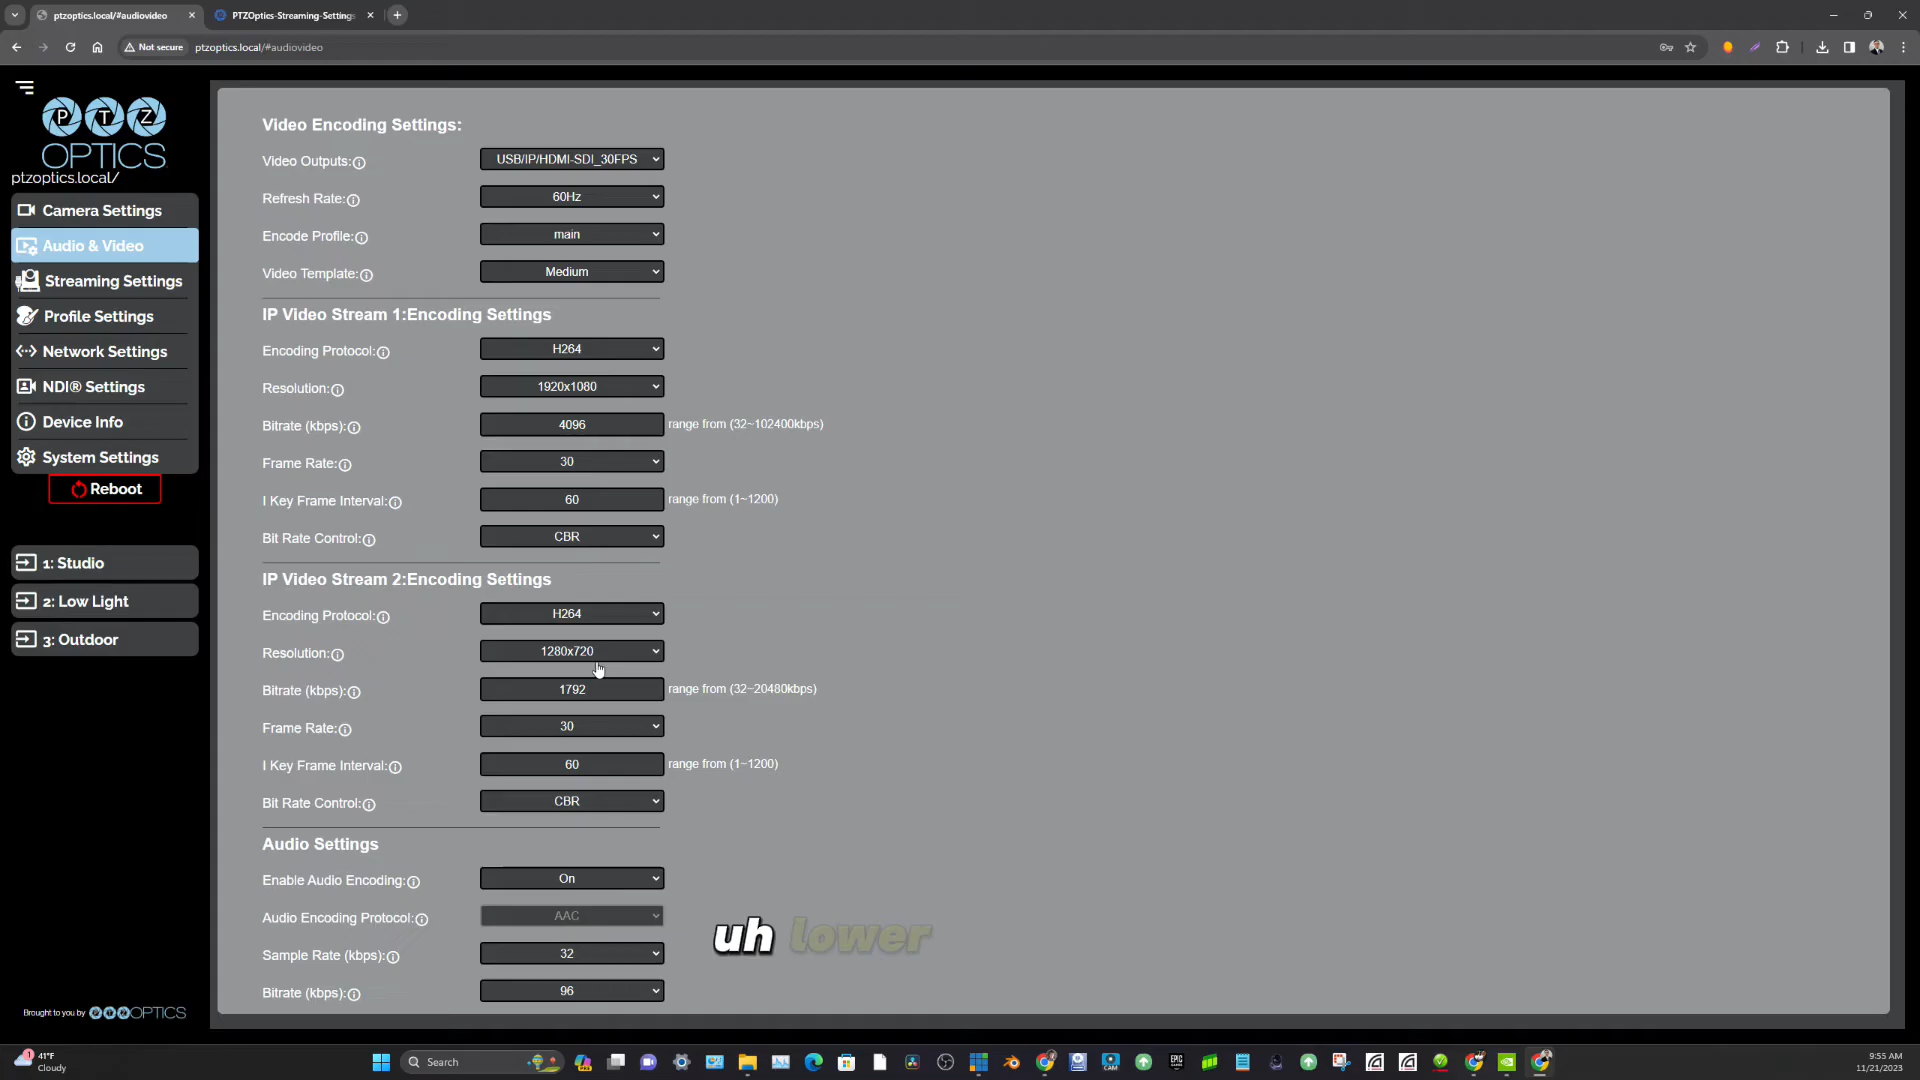 ptzoptics.local/#audiovideo
PTZOptics-Streaming-Settings
Not secure
ptzoptics.local/#audiovideo
PTZ
OPTICS
ptzoptics.local/
Camera Settings
Audio & Video
Streaming Settings
Profile Settings
Network Settings
NDI® Settings
Device Info
System Settings
Reboot
1: Studio
2: Low Light
3: Outdoor
Brought to you by PTZOPTICS
Video Encoding Settings:
Video Outputs: USB/IP/HDMI-SDI_30FPS
Refresh Rate: 60Hz
Encode Profile: main
Video Template: Medium
IP Video Stream 1:Encoding Settings
Encoding Protocol: H264
Resolution: 1920x1080
Bitrate (kbps): 4096 range from (32~102400kbps)
Frame Rate: 30
I Key Frame Interval: 60 range from (1~1200)
Bit Rate Control: CBR
IP Video Stream 2:Encoding Settings
Encoding Protocol: H264
Resolution: 1280x720
Bitrate (kbps): 1792 range from (32~20480kbps)
Frame Rate: 30
I Key Frame Interval: 60 range from (1~1200)
Bit Rate Control: CBR
Audio Settings
Enable Audio Encoding: On
Audio Encoding Protocol: AAC
Sample Rate (kbps): 32
Bitrate (kbps): 96
uh lower
1
41°F
Cloudy
Search
CAM
EPIC
9:55 AM
11/21/2023